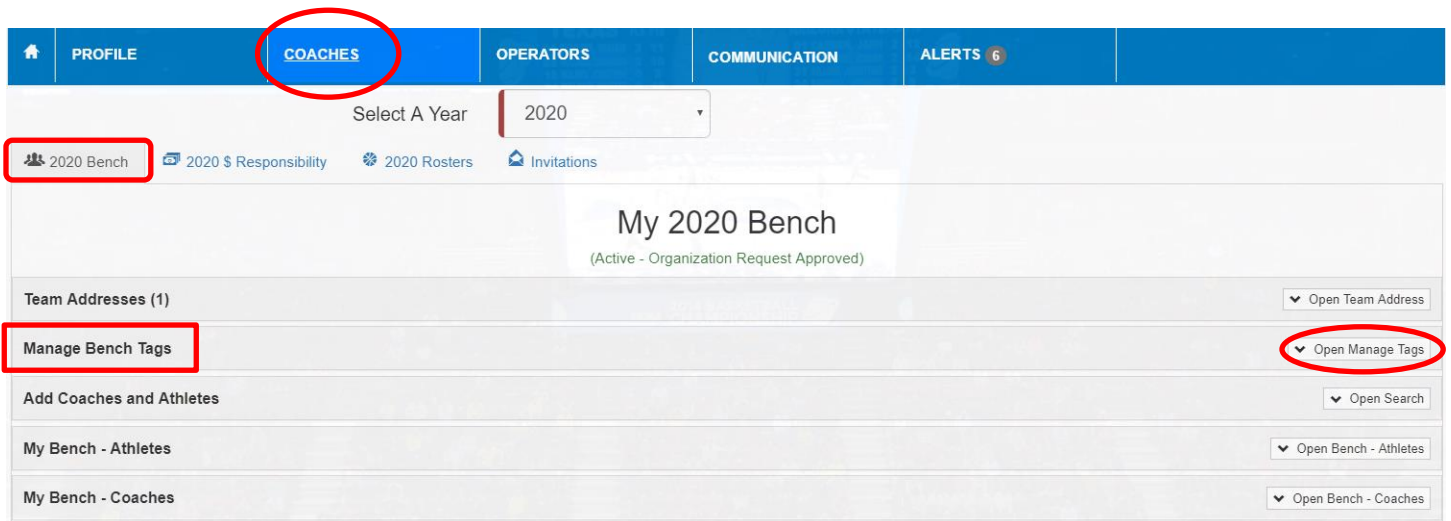 PROFILE COACHES OPERATORS COMMUNICATION ALERTS 6
Select A Year 2020
2020 Bench 2020 $ Responsibility 2020 Rosters Invitations
My 2020 Bench
(Active - Organization Request Approved)
Team Addresses (1) Open Team Address
Manage Bench Tags Open Manage Tags
Add Coaches and Athletes Open Search
My Bench - Athletes Open Bench - Athletes
My Bench - Coaches Open Bench - Coaches